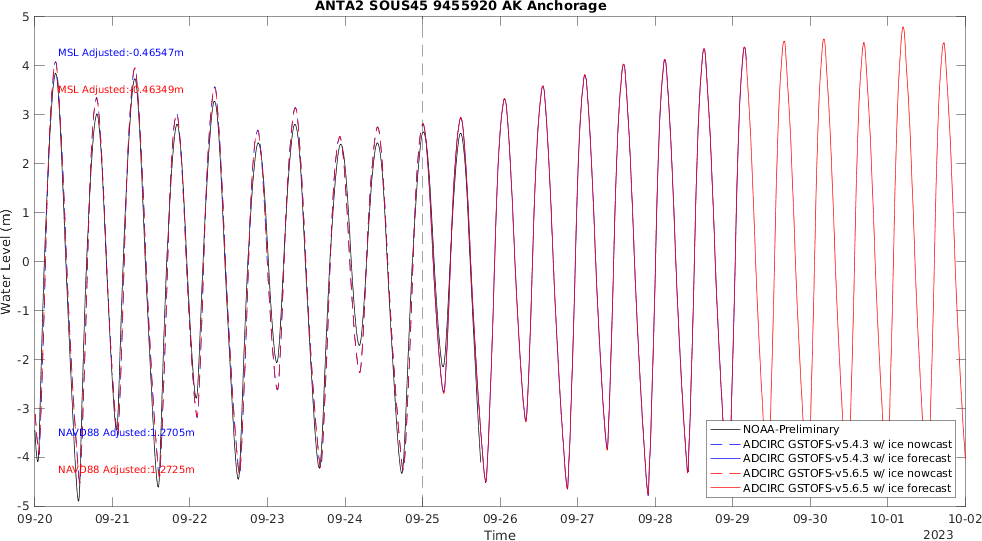 ANTA2 SOUS45 9455920 AK Anchorage
5
4
3
2
1
0
-1
-2
-3
-4
-5
Water Level (m)
MSL Adjusted:-0.46547m
MSL Adjusted:-0.46349m
NAVD88 Adjusted:1.2705m
NAVD88 Adjusted:1.2725m
NOAA-Preliminary
ADCIRC GSTOFS-v5.4.3 w/ ice nowcast
ADCIRC GSTOFS-v5.4.3 w/ ice forecast
ADCIRC GSTOFS-v5.6.5 w/ ice nowcast
ADCIRC GSTOFS-v5.6.5 w/ ice forecast
09-20 09-21 09-22 09-23 09-24 09-25 09-26 09-27 09-28 09-29 09-30 10-01 10-02
Time
2023